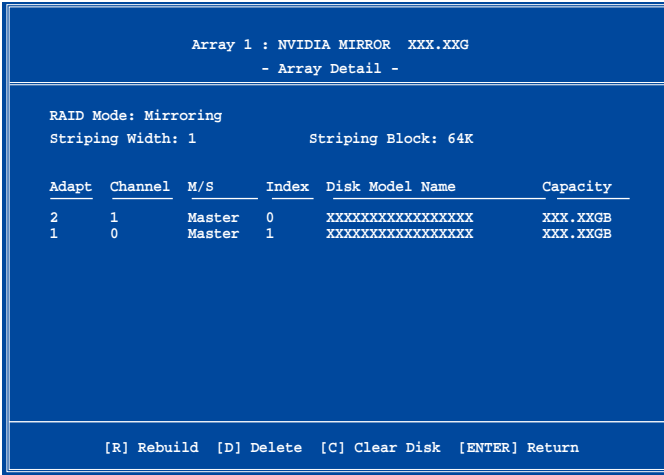 Array 1 : NVIDIA MIRROR  XXX.XXG
- Array Detail -
RAID Mode: Mirroring
Striping Width: 1    Striping Block: 64K
Adapt  Channel  M/S  Index  Disk Model Name  Capacity
2  1  Master  0  XXXXXXXXXXXXXXXXX  XXX.XXGB
1  0  Master  1  XXXXXXXXXXXXXXXXX  XXX.XXGB
[R] Rebuild  [D] Delete  [C] Clear Disk  [ENTER] Return